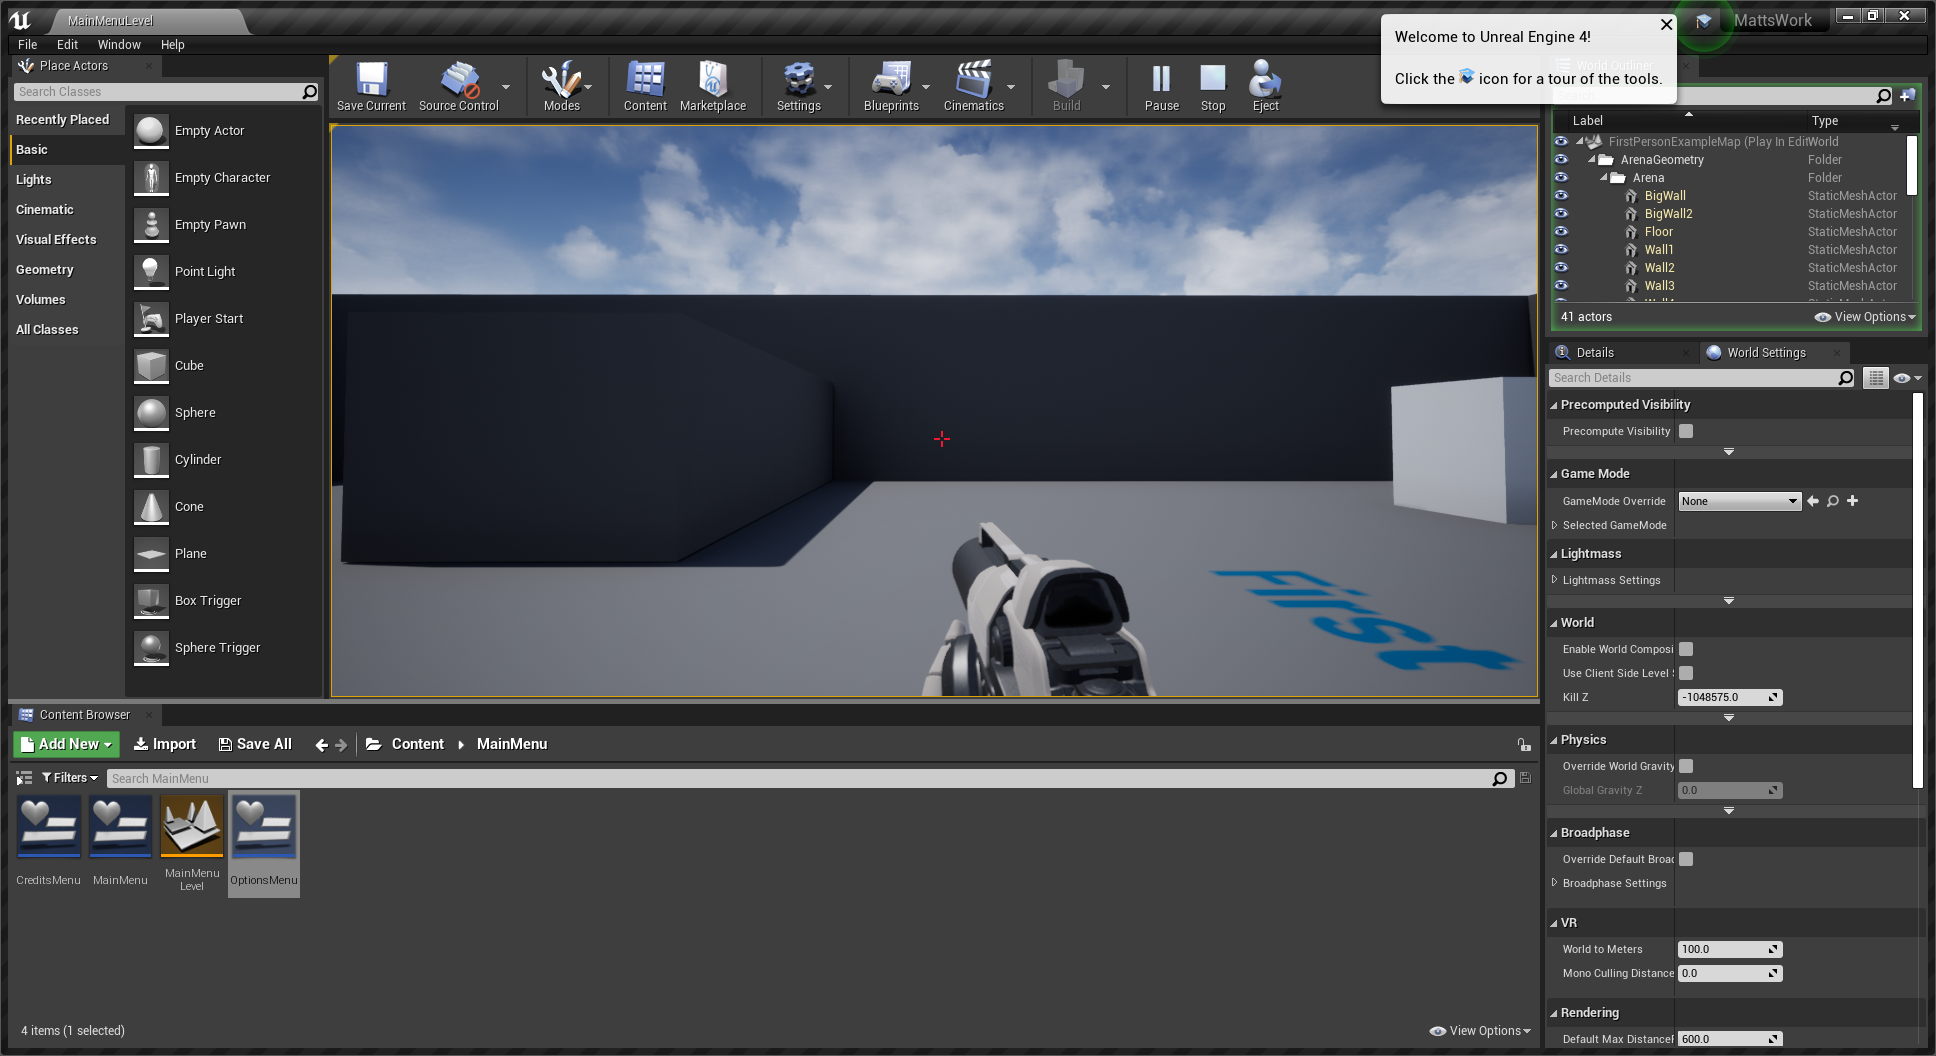 MainMenuLevel
MattsWork
File Edit Window Help
Welcome to Unreal Engine 4!
Click the icon for a tour of the tools.
Place Actors
Search Classes
Recently Placed
Basic
Lights
Cinematic
Visual Effects
Geometry
Volumes
All Classes
Empty Actor
Empty Character
Empty Pawn
Point Light
Player Start
Cube
Sphere
Cylinder
Cone
Plane
Box Trigger
Sphere Trigger
Save Current
Source Control
Modes
Content
Marketplace
Settings
Blueprints
Cinematics
Build
Pause
Stop
Eject
First
World Outliner
Label Type
FirstPersonExampleMap (Play In Edit World
ArenaGeometry Folder
Arena Folder
BigWall StaticMeshActor
BigWall2 StaticMeshActor
Floor StaticMeshActor
Wall1 StaticMeshActor
Wall2 StaticMeshActor
Wall3 StaticMeshActor
41 actors View Options
Details World Settings
Search Details
Precomputed Visibility
Precompute Visibility
Game Mode
GameMode Override None
Selected GameMode
Lightmass
Lightmass Settings
World
Enable World Composi
Use Client Side Level
Kill Z -1048575.0
Physics
Override World Gravity
Global Gravity Z 0.0
Broadphase
Override Default Broad
Broadphase Settings
VR
World to Meters 100.0
Mono Culling Distance 0.0
Rendering
Default Max DistanceF 600.0
Content Browser
Add New Import Save All Content MainMenu
Filters Search MainMenu
CreditsMenu
MainMenu
MainMenu
Level
OptionsMenu
4 items (1 selected) View Options